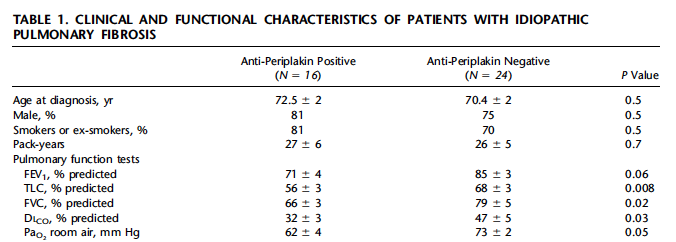 TABLE 1. CLINICAL AND FUNCTIONAL CHARACTERISTICS OF PATIENTS WITH IDIOPATHIC
PULMONARY FIBROSIS
Anti-Periplakin Positive Anti-Periplakin Negative
(N = 16) (N = 24) P Value
Age at diagnosis, yr 72.5 ± 2 70.4 ± 2 0.5
Male, % 81 75 0.5
Smokers or ex-smokers, % 81 70 0.5
Pack-years 27 ± 6 26 ± 5 0.7
Pulmonary function tests
FEV₁, % predicted 71 ± 4 85 ± 3 0.06
TLC, % predicted 56 ± 3 68 ± 3 0.008
FVC, % predicted 66 ± 3 79 ± 5 0.02
DLCO, % predicted 32 ± 3 47 ± 5 0.03
PaO₂ room air, mm Hg 62 ± 4 73 ± 2 0.05